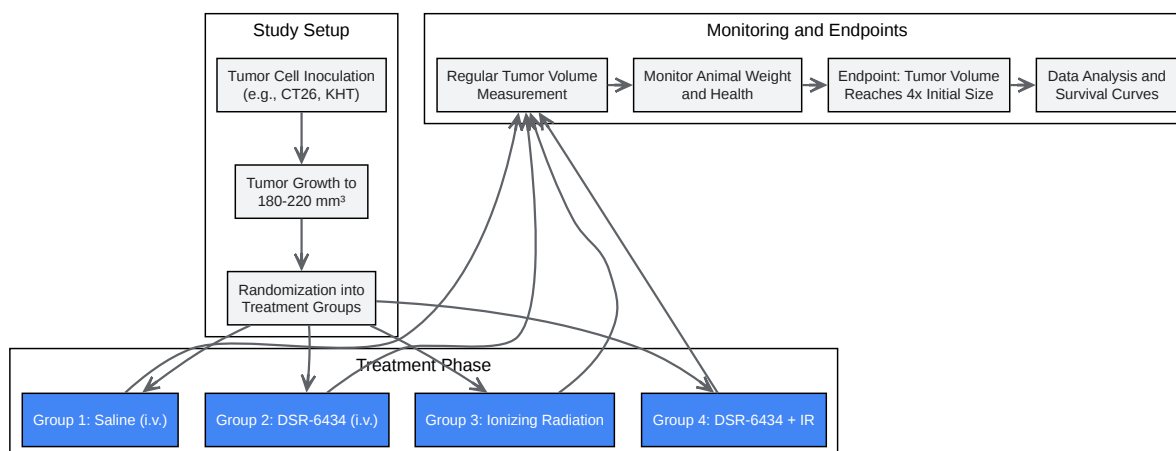 Study Setup
Tumor Cell Inoculation
(e.g., CT26, KHT)
Tumor Growth to
180-220 mm³
Randomization into
Treatment Groups
Monitoring and Endpoints
Regular Tumor Volume
Measurement
Monitor Animal Weight
and Health
Endpoint: Tumor Volume
Reaches 4x Initial Size
Data Analysis and
Survival Curves
Treatment Phase
Group 1: Saline (i.v.)
Group 2: DSR-6434 (i.v.)
Group 3: Ionizing Radiation
Group 4: DSR-6434 + IR